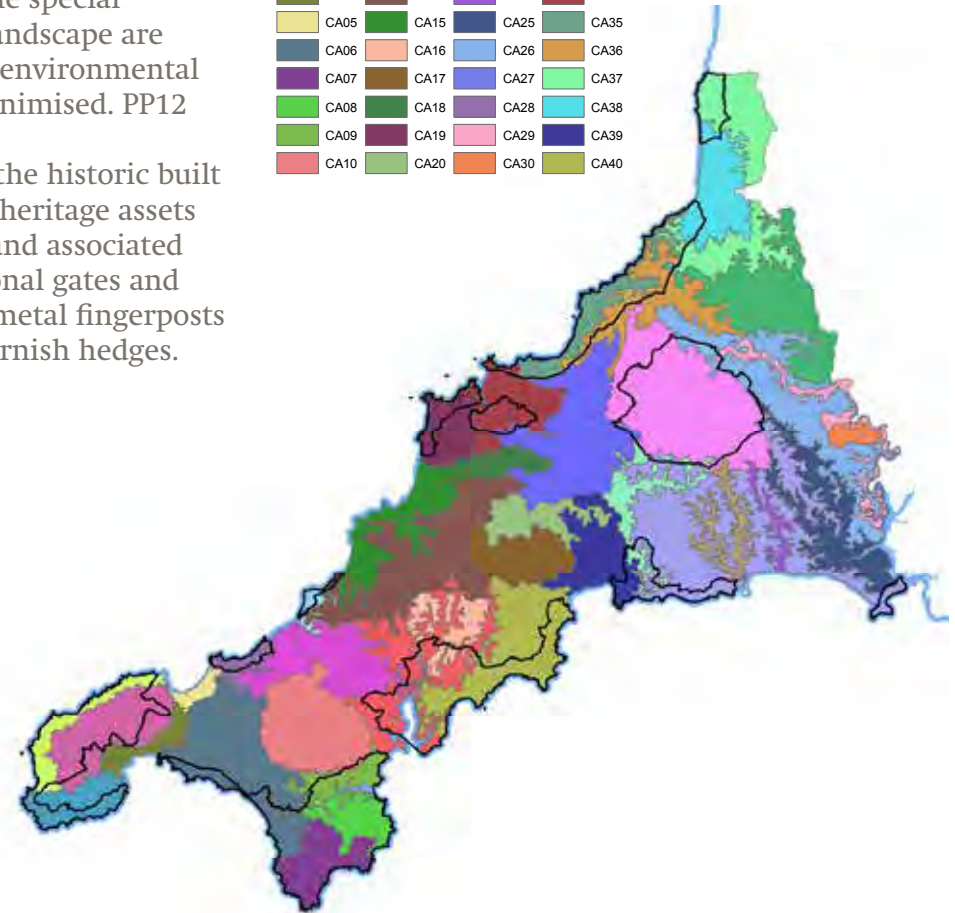 he special
andscape are
environmental
nimised. PP12
the historic built
heritage assets
and associated
onal gates and
metal fingerposts
rnish hedges.
CA05 CA15 CA25 CA35
CA06 CA16 CA26 CA36
CA07 CA17 CA27 CA37
CA08 CA18 CA28 CA38
CA09 CA19 CA29 CA39
CA10 CA20 CA30 CA40